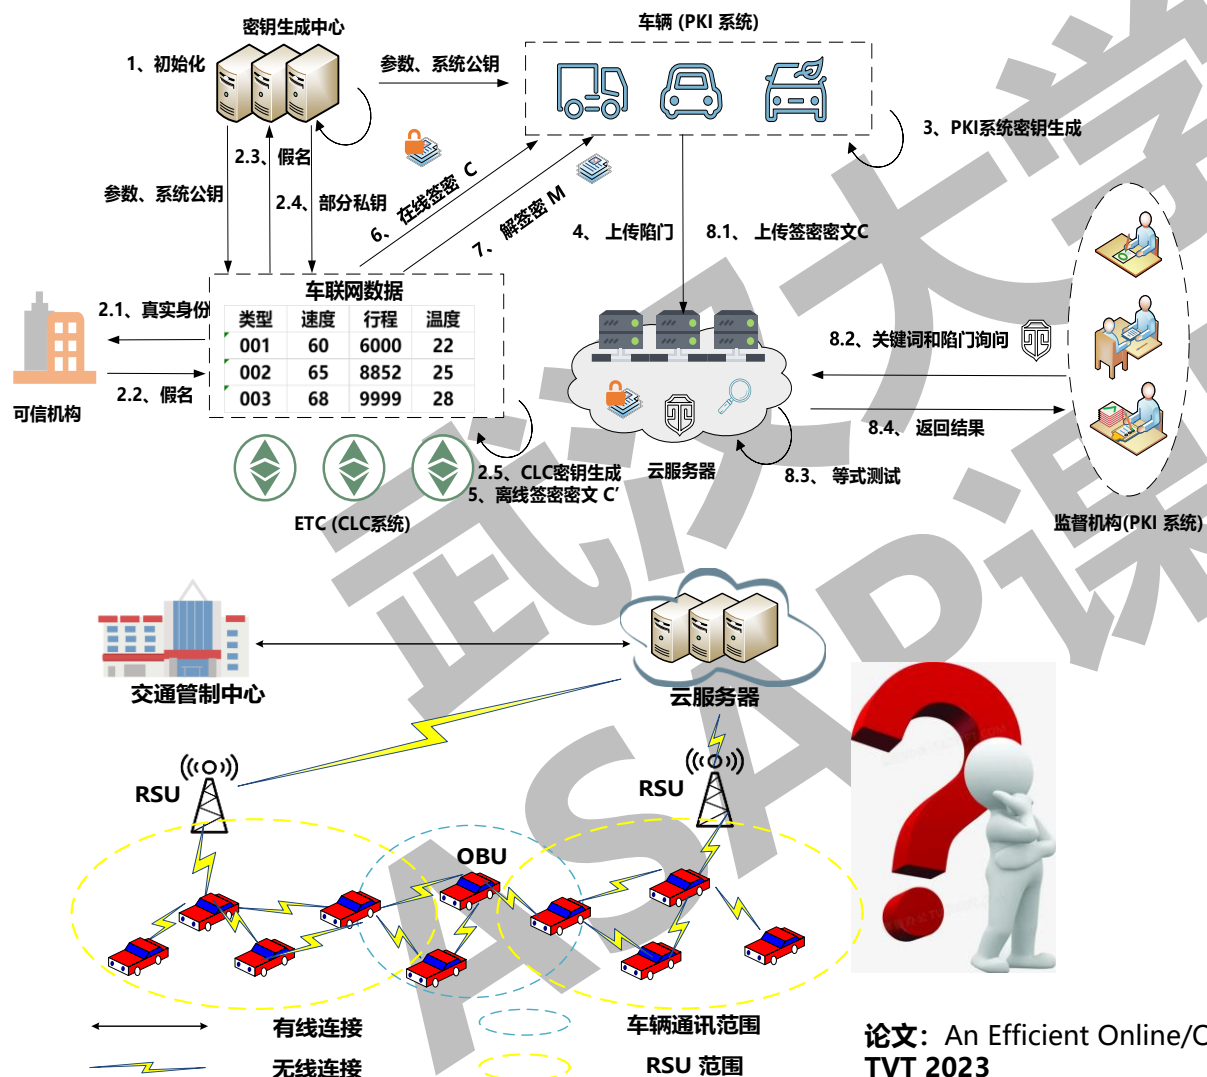 密钥生成中心
车辆 (PKI 系统)
1、初始化
参数、系统公钥
3、PKI系统密钥生成
2.3、假名
参数、系统公钥
2.4、部分私钥
6、在线签密 C
7、解签密 M
4、 上传陷门
8.1、 上传签密密文C
2.1、真实身份
车联网数据
类型 速度 行程 温度
001 60 6000 22
002 65 8852 25
003 68 9999 28
2.2、假名
可信机构
8.2、关键词和陷门询问
8.4、 返回结果
2.5、CLC密钥生成
5、离线签密密文 C'
云服务器
8.3、 等式测试
ETC (CLC系统)
监督机构(PKI 系统)
交通管制中心
云服务器
RSU
RSU
OBU
有线连接
车辆通讯范围
无线连接
RSU 范围
论文：An Efficient Online/O
TVT 2023
武汉大学
ASAP课